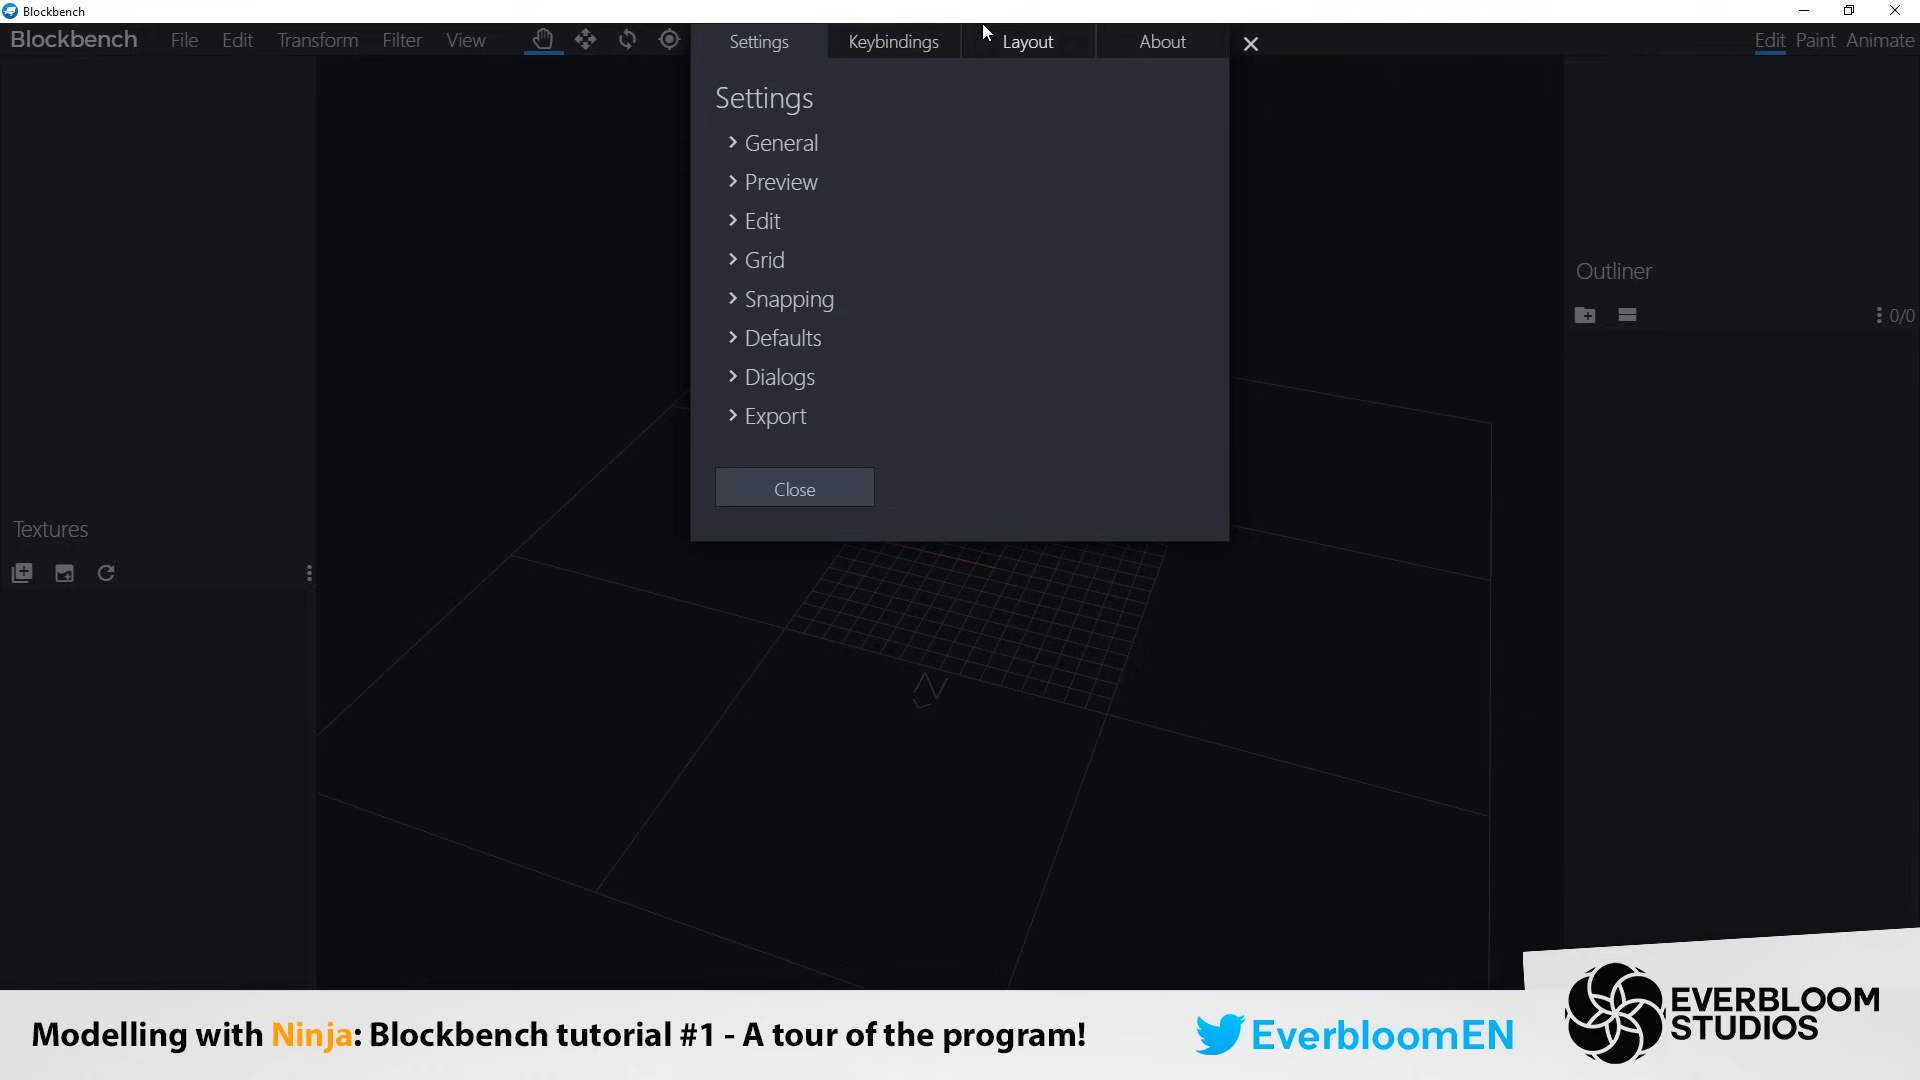 Blockbench
Blockbench File Edit Transform Filter View
Settings Keybindings Layout About
Edit Paint Animate
Settings
General
Preview
Edit
Grid
Snapping
Defaults
Dialogs
Export
Close
Outliner
0/0
Textures
N
Modelling with Ninja: Blockbench tutorial #1 - A tour of the program!
EverbloomEN
EVERBLOOM
STUDIOS